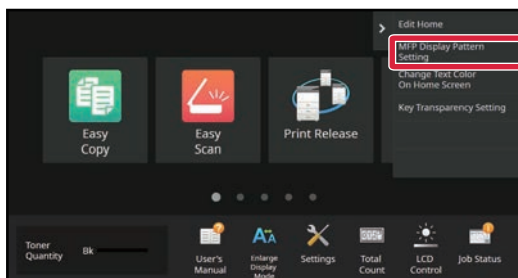 Edit Home
MFP Display Pattern
Setting
Change Text Color
On Home Screen
Key Transparency Setting
Easy
Copy
Easy
Scan
Print Release
Toner
Quantity
Bk
User's
Manual
Enlarge
Display
Mode
Settings
Total
Count
LCD
Control
Job Status